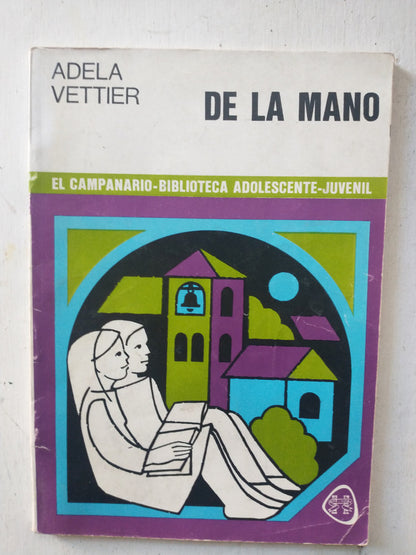 ADELA
VETTIER
DE LA MANO
EL CAMPANARIO-BIBLIOTECA ADOLESCENTE-JUVENIL